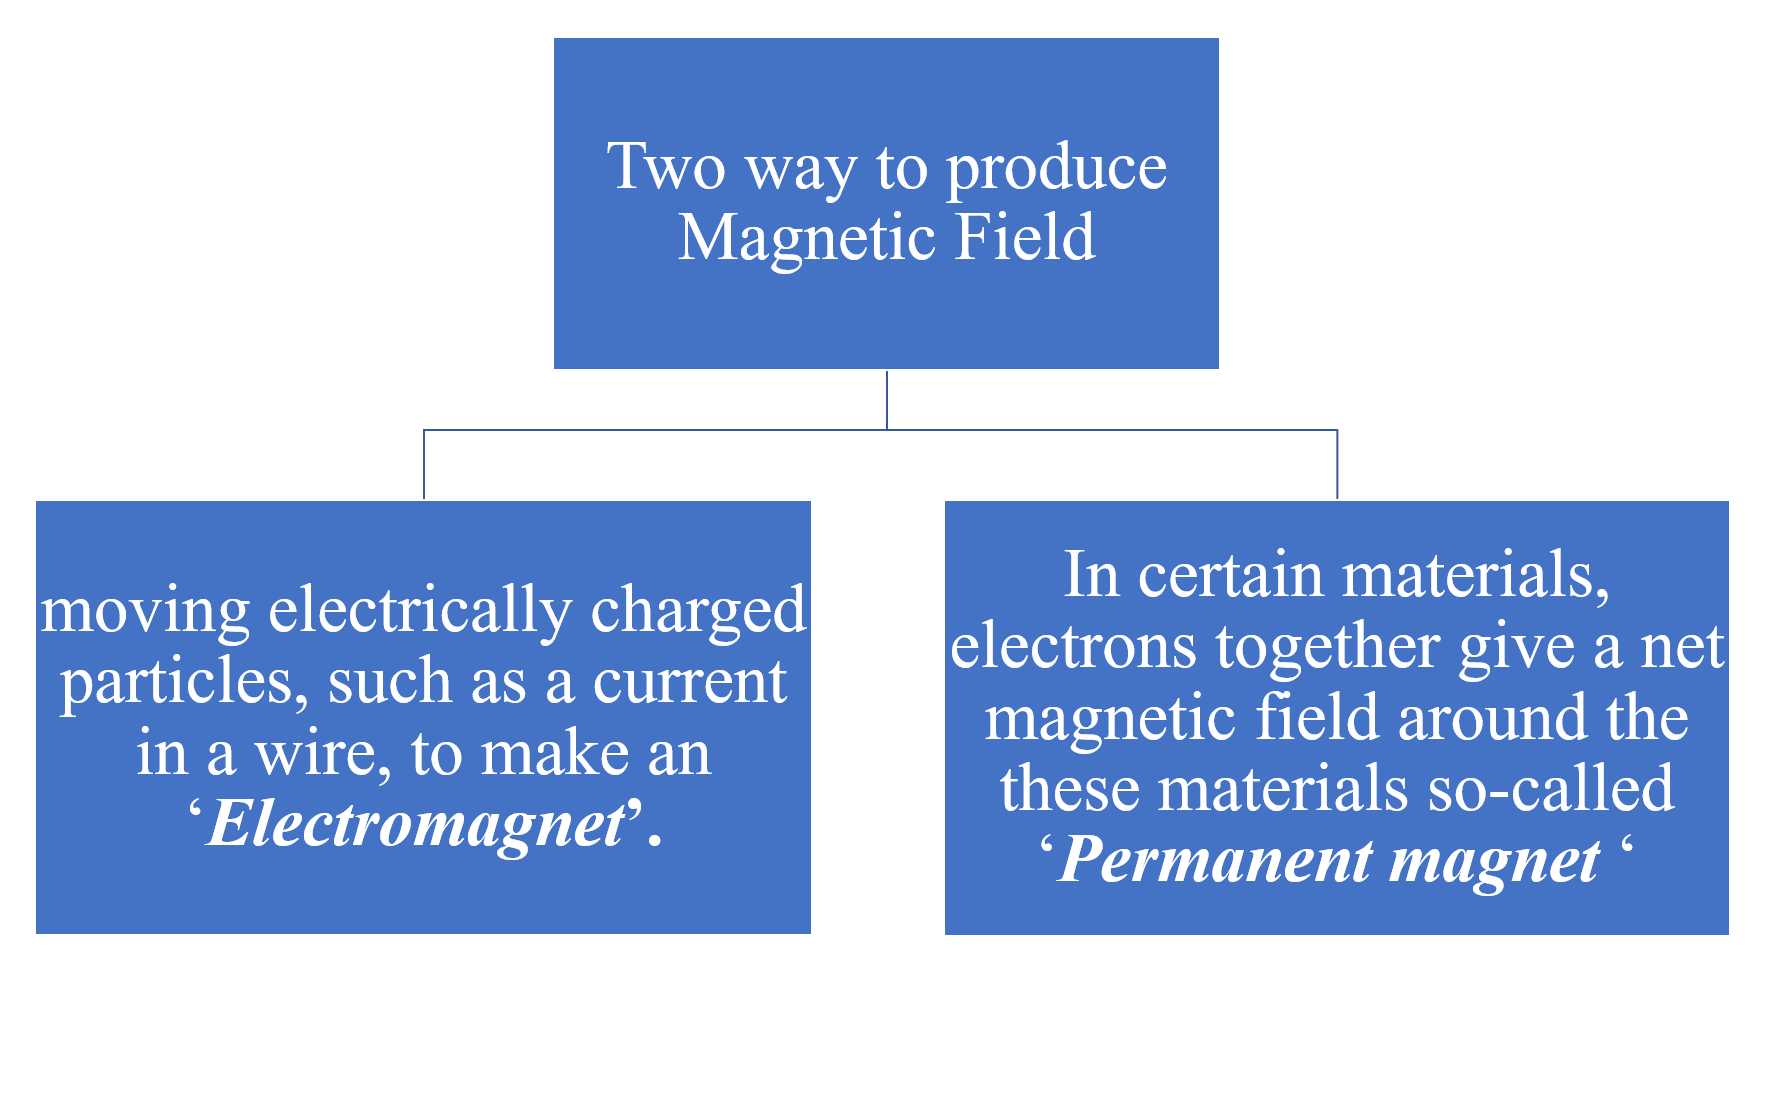 Two way to produce
Magnetic Field
moving electrically charged
particles, such as a current
in a wire, to make an
‘Electromagnet’.
In certain materials,
electrons together give a net
magnetic field around the
these materials so-called
‘Permanent magnet ‘